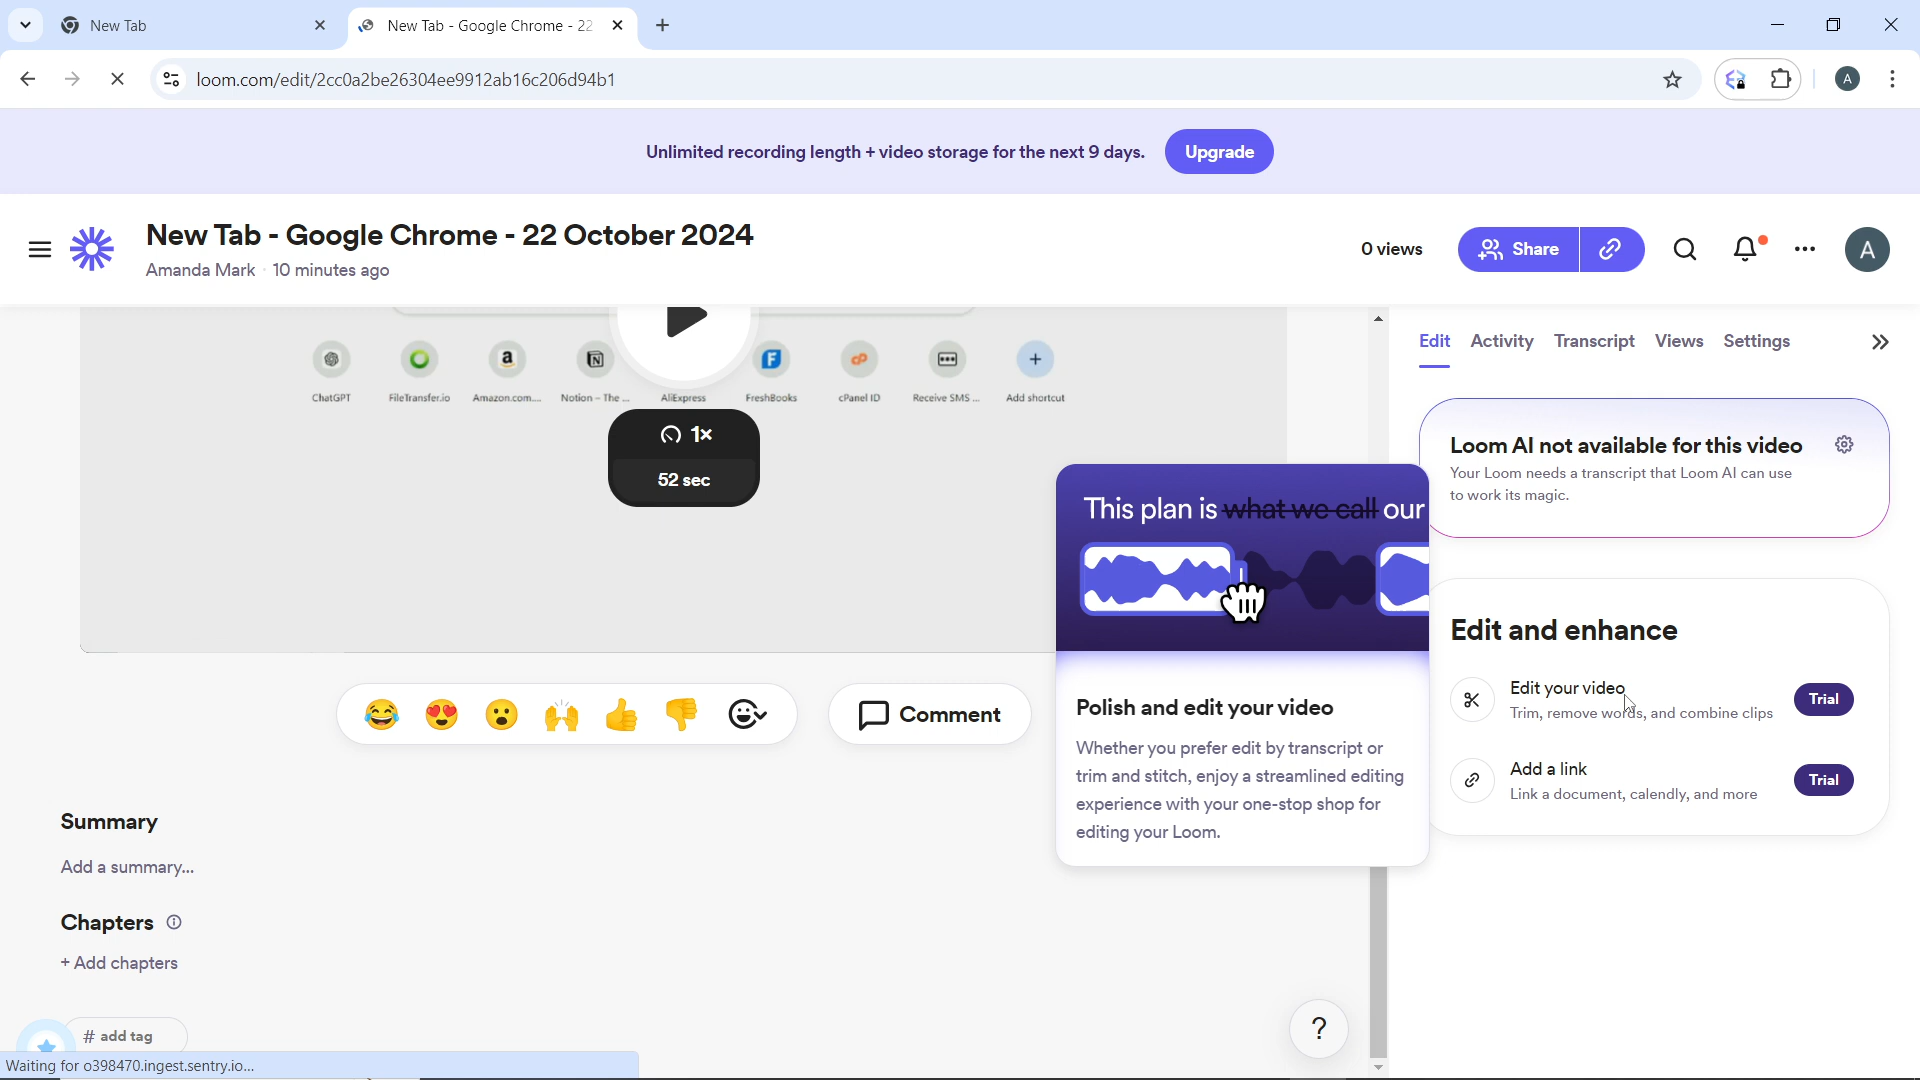 New Tab
New Tab - Google Chrome - 22
loom.com/edit/2cc0a2be26304ee9912ab16c206d94b1
A
Unlimited recording length + video storage for the next 9 days.
Upgrade
New Tab - Google Chrome - 22 October 2024
Amanda Mark · 10 minutes ago
0 views
Share
A
Edit
Activity
Transcript
Views
Settings
ChatGPT
FileTransfer.io
Amazon.com....
Notion – The ...
AliExpress
FreshBooks
cPanel ID
Receive SMS ...
Add shortcut
1×
52 sec
Loom AI not available for this video
Your Loom needs a transcript that Loom AI can use
to work its magic.
This plan is what we call our
Polish and edit your video
Whether you prefer edit by transcript or
trim and stitch, enjoy a streamlined editing
experience with your one-stop shop for
editing your Loom.
Edit and enhance
Edit your video
Trim, remove words, and combine clips
Trial
Add a link
Link a document, calendly, and more
Trial
Comment
Summary
Add a summary...
Chapters
+ Add chapters
# add tag
?
Waiting for o398470.ingest.sentry.io...